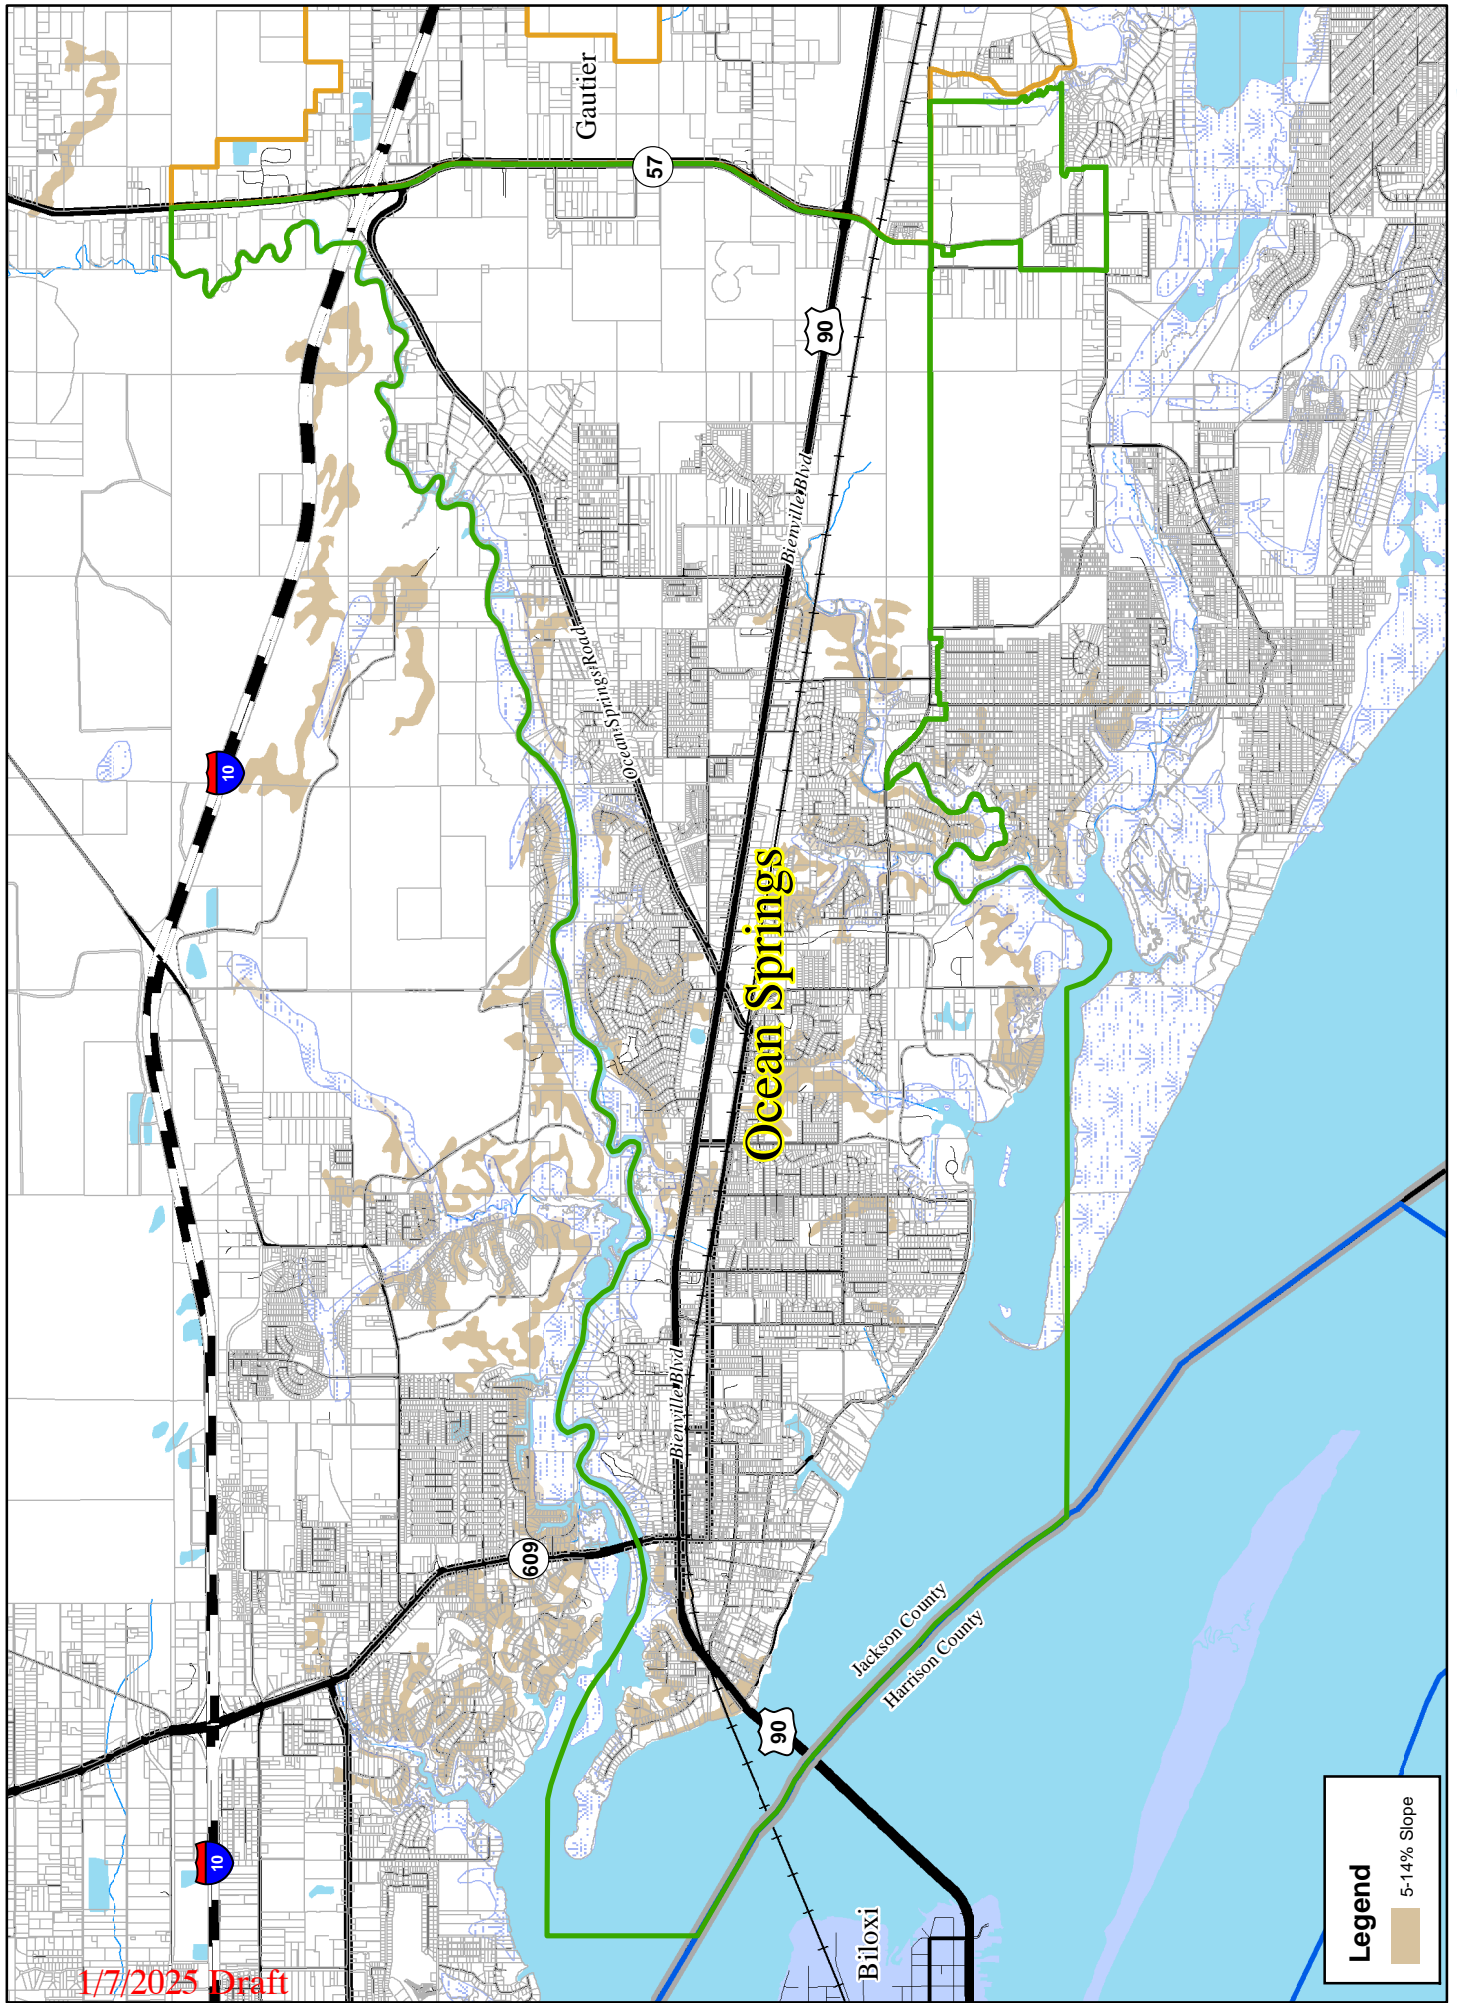 Gautier
57
90
Bienville Blvd
Ocean Springs Road
10
Ocean Springs
Bienville Blvd
609
Jackson County
Harrison County
90
10
Biloxi
Legend
5-14% Slope
1/7/2025 Draft